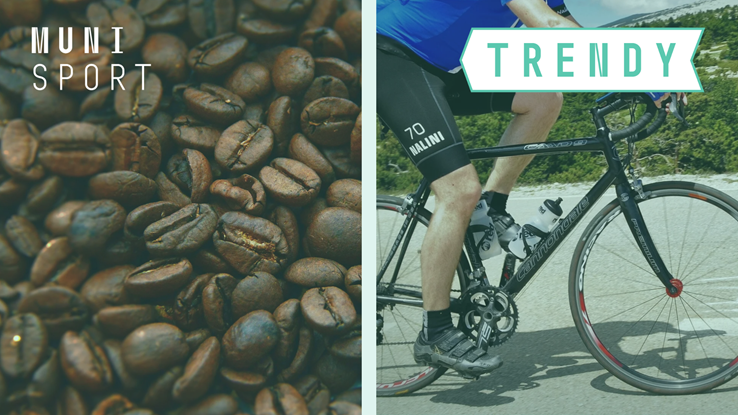 MUNI
SPORT
TRENDY
70
NALINI
cannondale